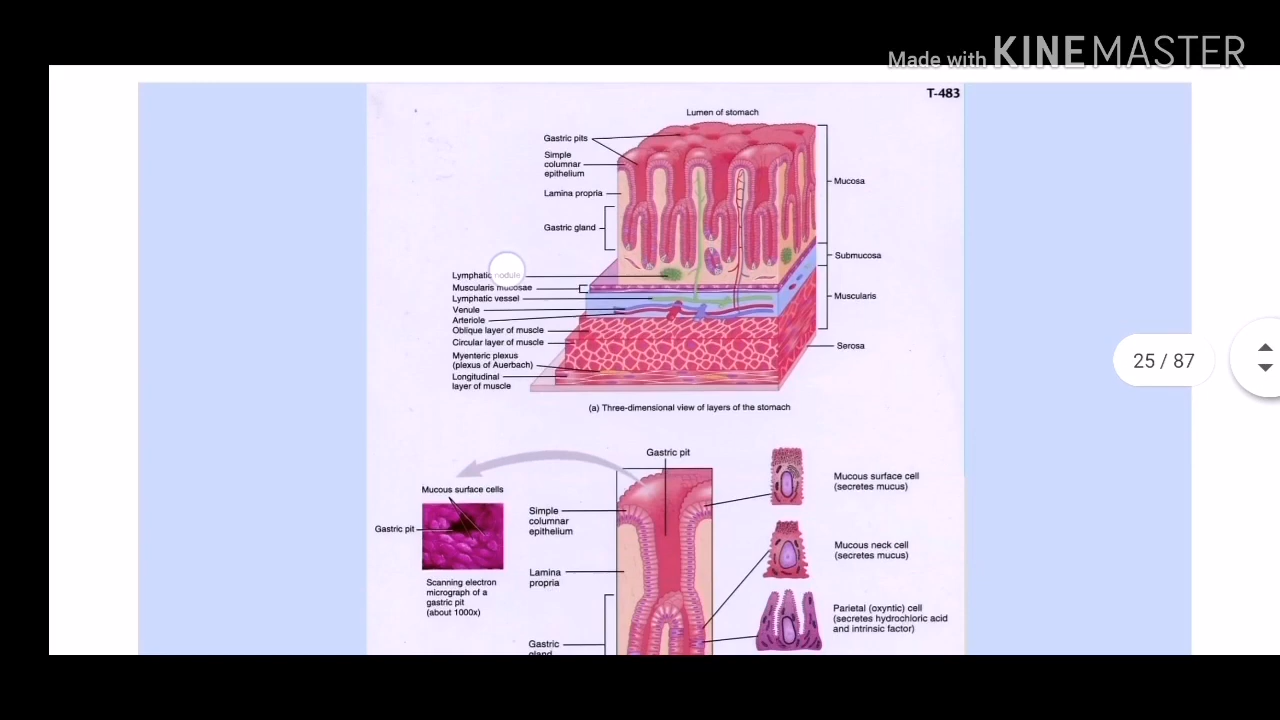 Made with KINEMASTER
T-483
Lumen of stomach
Gastric pits
Simple
columnar
epithelium
Lamina propria
Gastric gland
Lymphatic nodule
Muscularis mucosae
Lymphatic vessel
Venule
Arteriole
Oblique layer of muscle
Circular layer of muscle
Myenteric plexus
(plexus of Auerbach)
Longitudinal
layer of muscle
Mucosa
Submucosa
Muscularis
Serosa
25 / 87
(a) Three-dimensional view of layers of the stomach
Gastric pit
Mucous surface cells
Gastric pit
Scanning electron
micrograph of a
gastric pit
(about 1000x)
Simple
columnar
epithelium
Lamina
propria
Gastric
gland
Mucous surface cell
(secretes mucus)
Mucous neck cell
(secretes mucus)
Parietal (oxyntic) cell
(secretes hydrochloric acid
and intrinsic factor)